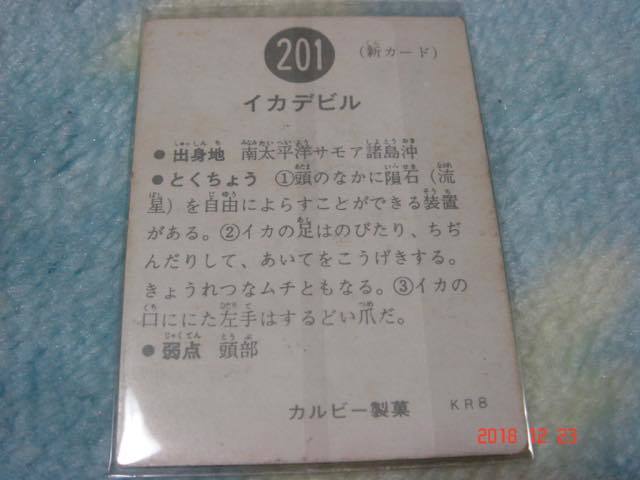 201
(新カード)
イカデビル
●出身地 南太平洋サモア諸島沖
●とくちょう ①頭のなかに隕石(流
星)を自由によらすことができる装置
がある。②イカの足はのびたり、ちぢ
んだりして、あいてをこうげきする。
きょうれつなムチともなる。③イカの
口ににた左手はするどい爪だ。
●弱点 頭部
カルビー製菓 KR8
2018 12 23